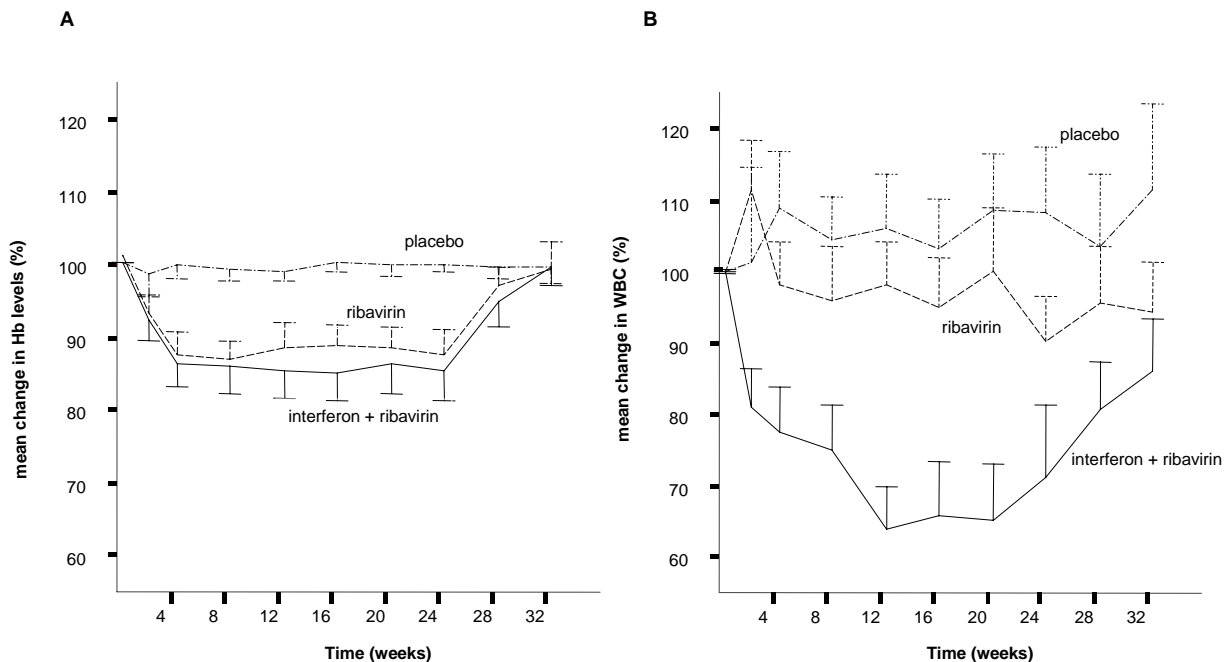 A
mean change in Hb levels (%)
120
110
100
90
80
70
60
placebo
ribavirin
interferon + ribavirin
4 8 12 16 20 24 28 32
Time (weeks)
B
mean change in WBC (%)
120
110
100
90
80
70
60
placebo
ribavirin
interferon + ribavirin
4 8 12 16 20 24 28 32
Time (weeks)